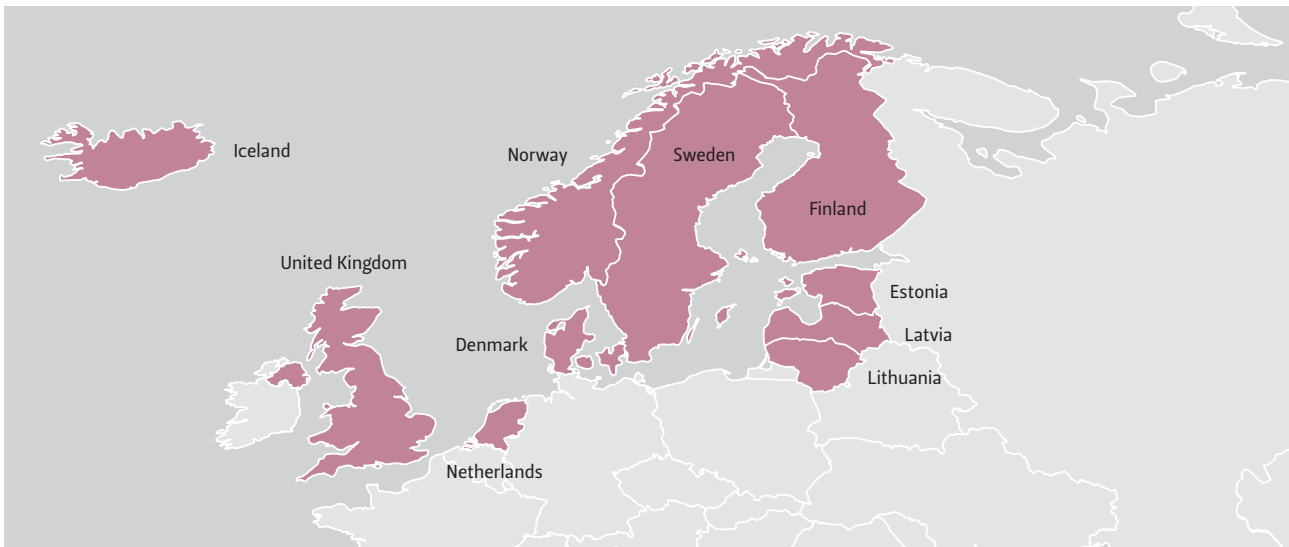 Iceland
Norway
Sweden
Finland
United Kingdom
Estonia
Denmark
Latvia
Lithuania
Netherlands